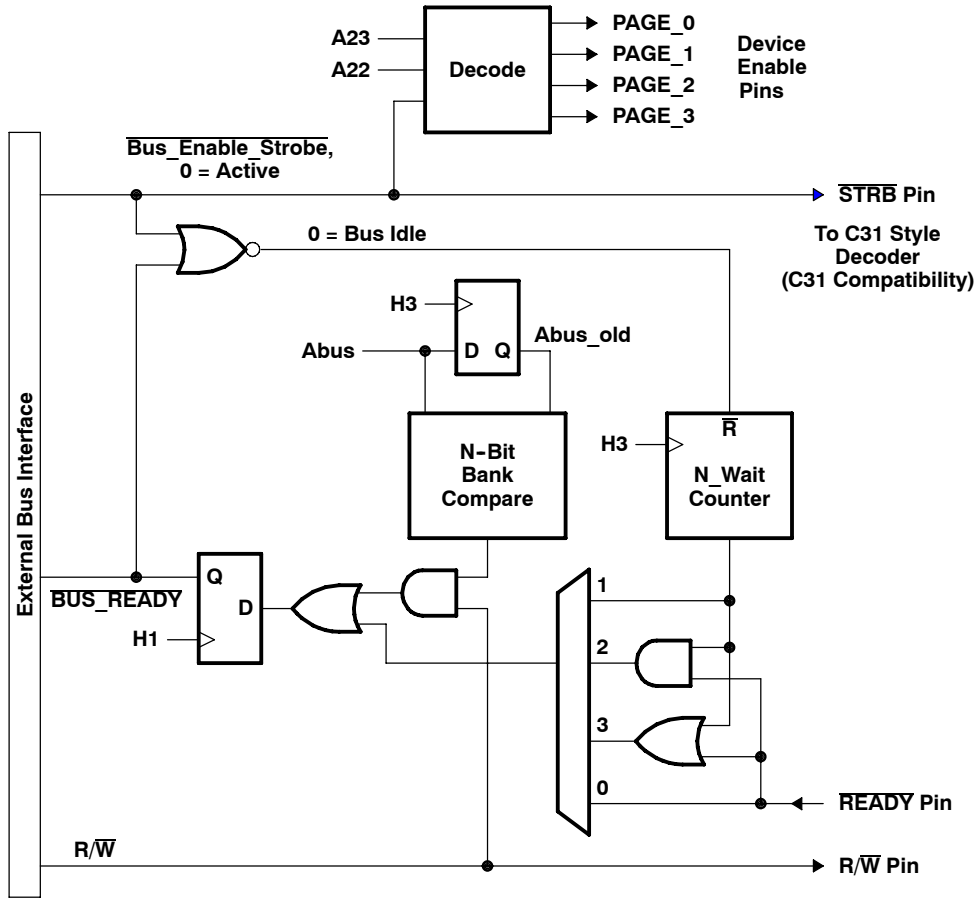 A23
A22
Decode
PAGE_0
PAGE_1
PAGE_2
PAGE_3
Device
Enable
Pins
Bus_Enable_Strobe,
0 = Active
STRB Pin
To C31 Style
Decoder
(C31 Compatibility)
0 = Bus Idle
H3
Abus
D Q
Abus_old
N-Bit
Bank
Compare
H3
R
N_Wait
Counter
External Bus Interface
BUS_READY
Q
D
H1
1
2
3
0
READY Pin
R/W
R/W Pin